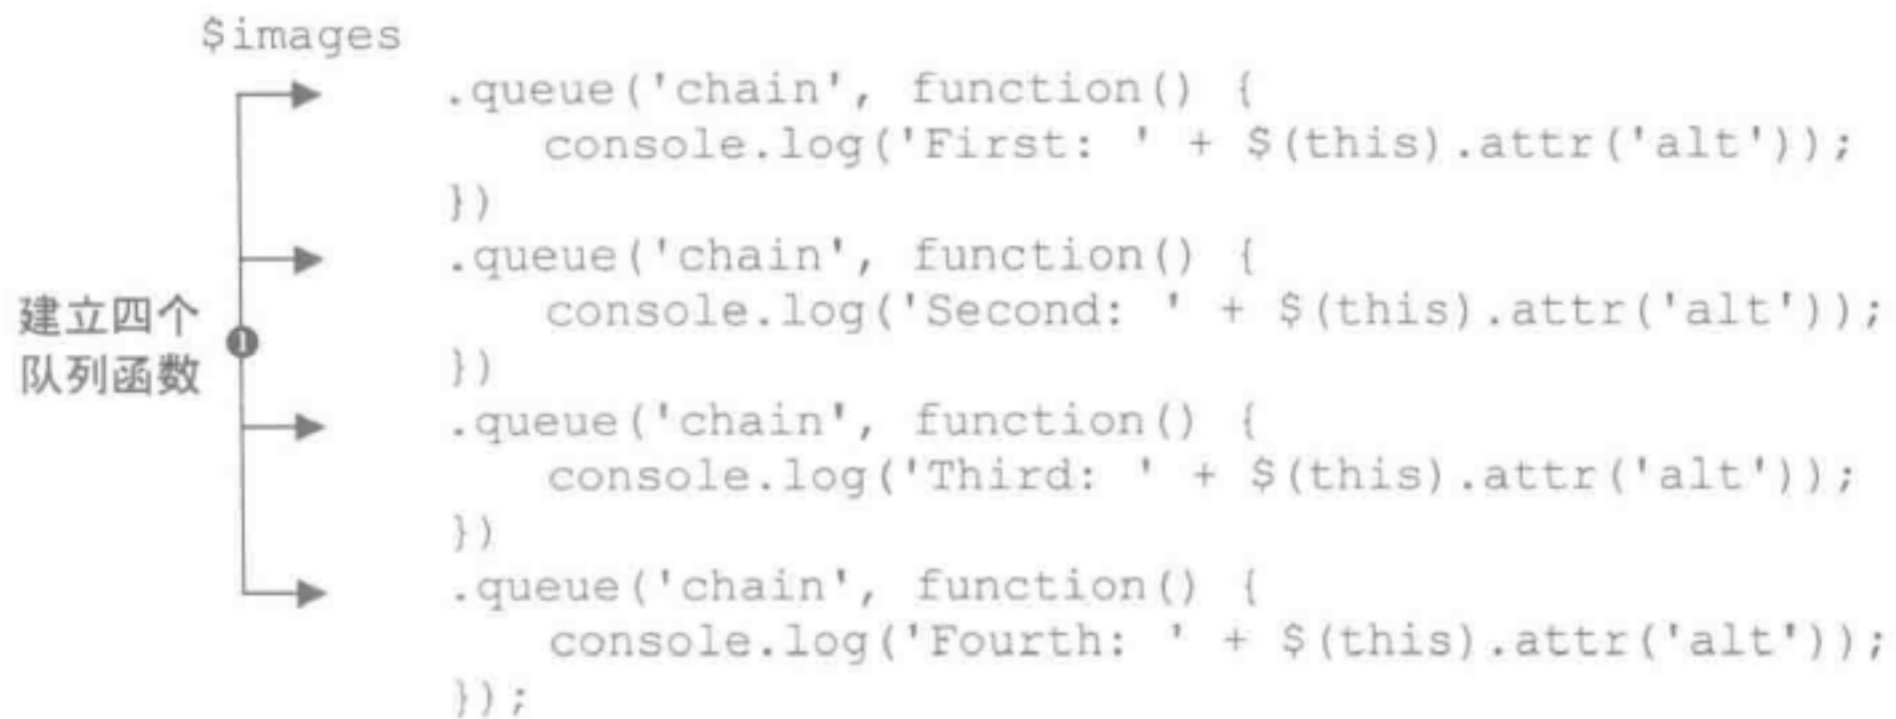 $images
.queue('chain', function() {
console.log('First: ' + $(this).attr('alt'));
})
.queue('chain', function() {
console.log('Second: ' + $(this).attr('alt'));
})
.queue('chain', function() {
console.log('Third: ' + $(this).attr('alt'));
})
.queue('chain', function() {
console.log('Fourth: ' + $(this).attr('alt'));
});
建立四个
队列函数
❶